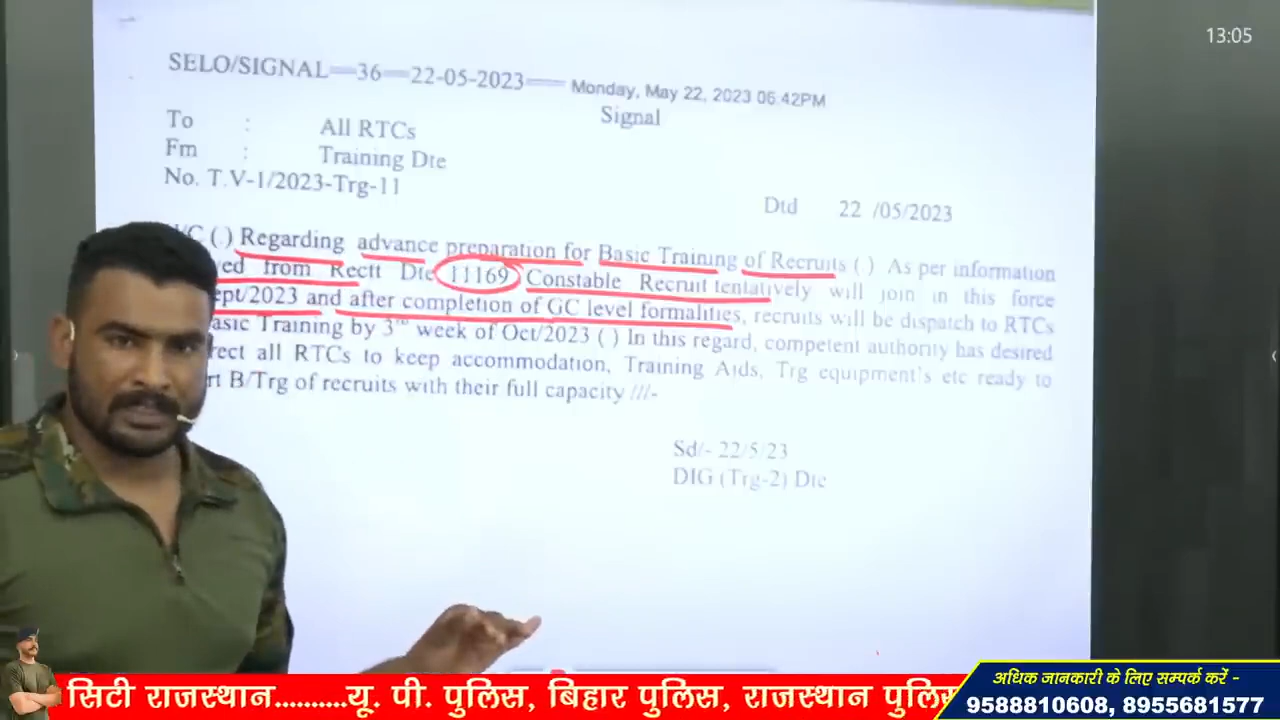 13:05
SELO/SIGNAL==36==22-05-2023=== Monday, May 22, 2023 06:42PM
Signal
To : All RTCs
Fm : Training Dte
No. T.V-1/2023-Trg-11
Dtd 22 /05/2023
( ) Regarding advance preparation for Basic Training of Recruits ( ) As per information
from Rectt Dte 11169 Constable Recruit tentatively will join in this force
ept/2023 and after completion of GC level formalities, recruits will be dispatch to RTCs
asic Training by 3rd week of Oct/2023 ( ) In this regard, competent authority has desired
rect all RTCs to keep accommodation, Training Aids, Trg equipment's etc ready to
rt B/Trg of recruits with their full capacity ///-
Sd/- 22/5/23
DIG (Trg-2) Dte
सिटी राजस्थान..........यू. पी. पुलिस, बिहार पुलिस, राजस्थान पुलिस
अधिक जानकारी के लिए सम्पर्क करें -
9588810608, 8955681577